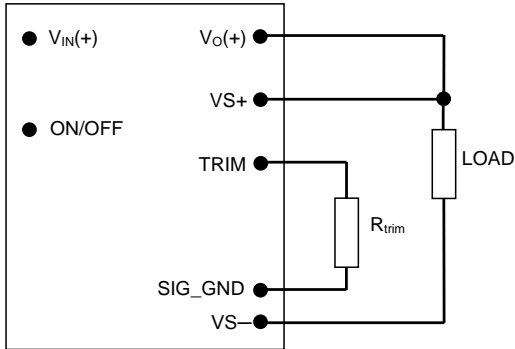 V_IN(+)
V_O(+)
VS+
ON/OFF
TRIM
LOAD
R_trim
SIG_GND
VS─